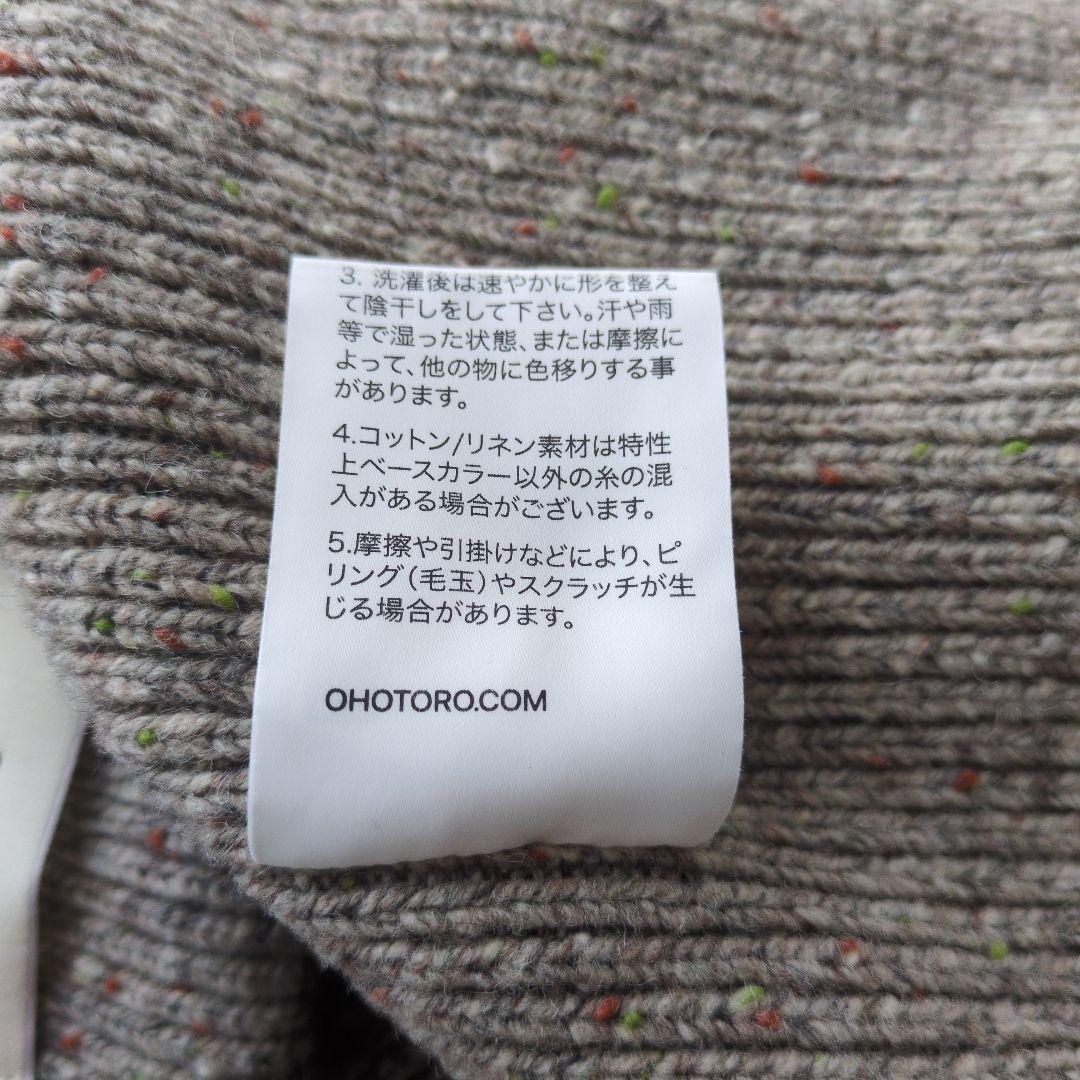 3. 洗濯後は速やかに形を整え
て陰干しをして下さい。汗や雨
等で湿った状態、または摩擦に
よって、他の物に色移りする事
があります。
4.コットン/リネン素材は特性
上ベースカラー以外の糸の混
入がある場合がございます。
5.摩擦や引掛けなどにより、ピ
リング(毛玉)やスクラッチが生
じる場合があります。
OHOTORO.COM